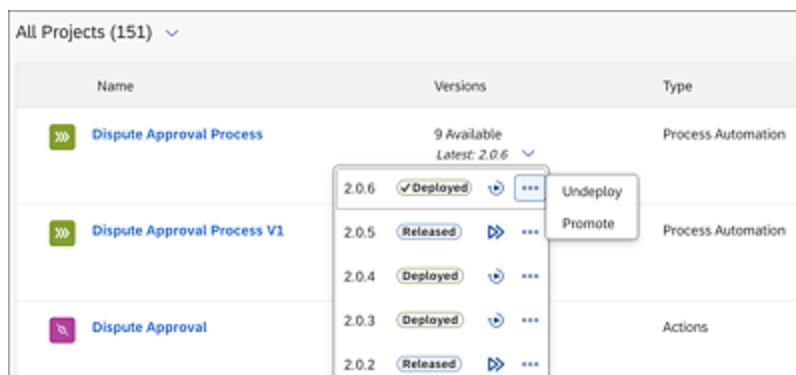 All Projects (151)
Name Versions Type
Dispute Approval Process 9 Available Process Automation
Latest: 2.0.6
2.0.6 Deployed Undeploy
Promote
Dispute Approval Process V1 2.0.5 Released Process Automation
2.0.4 Deployed
2.0.3 Deployed
Dispute Approval Actions
2.0.2 Released